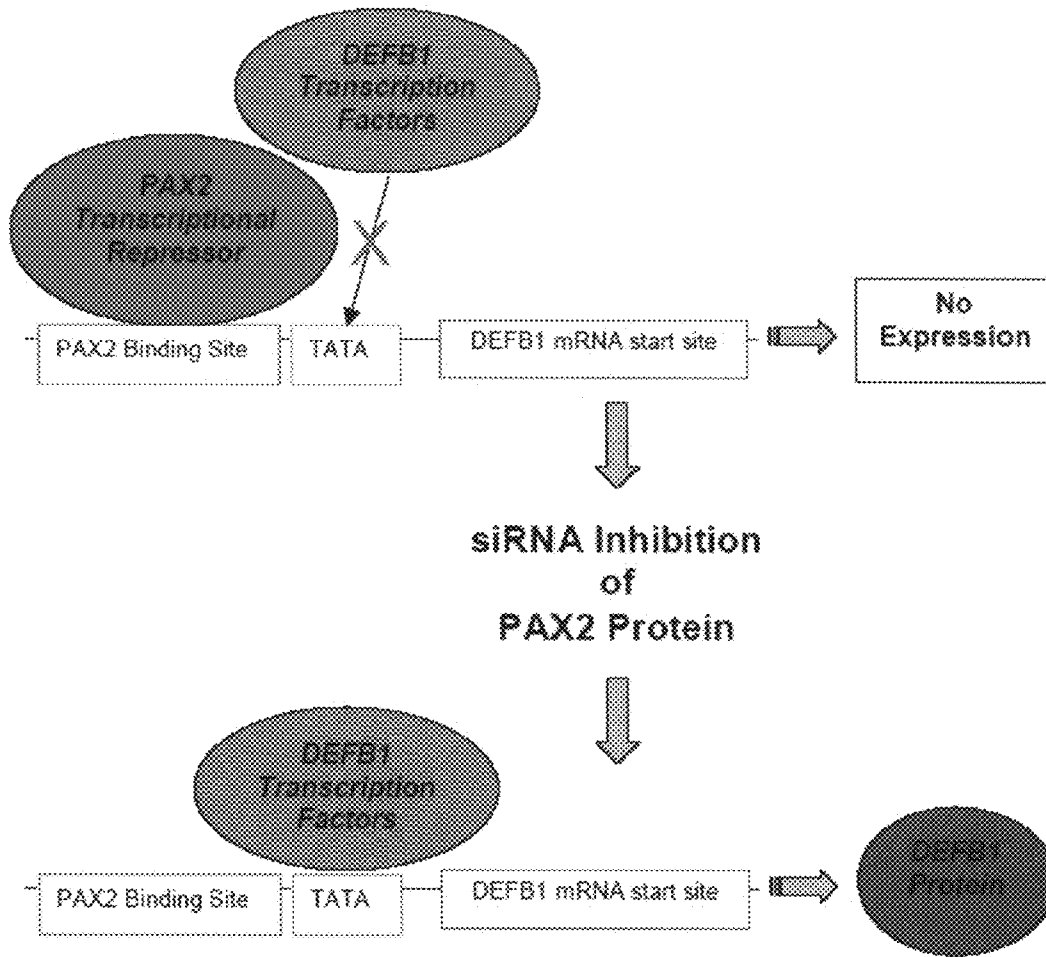 DEFB1
Transcription
Factors
PAX2
Transcriptional
Repressor
No
Expression
PAX2 Binding Site
TATA
DEFB1 mRNA start site
siRNA Inhibition
of
PAX2 Protein
DEFB1
Transcription
Factors
DEFB1
Protein
PAX2 Binding Site
TATA
DEFB1 mRNA start site